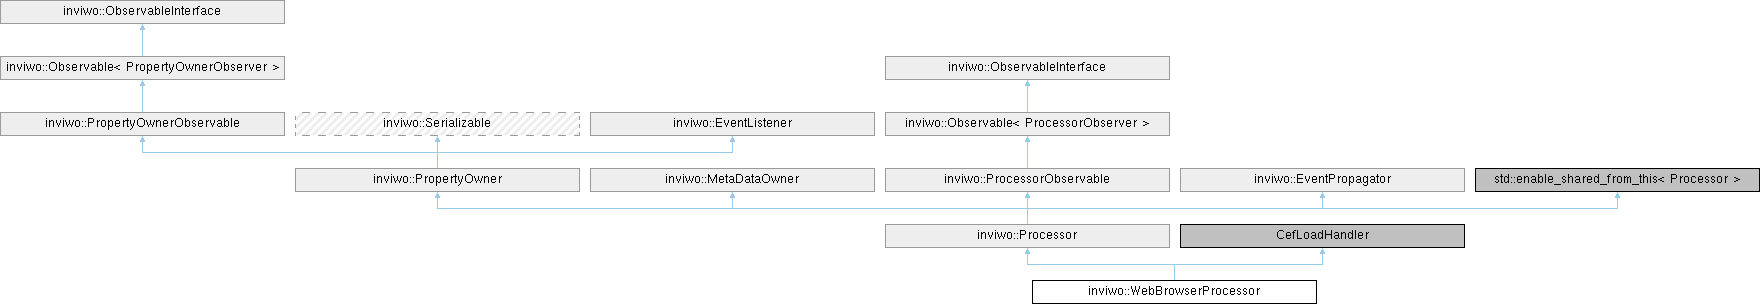 inviwo::ObservableInterface
inviwo::Observable< PropertyOwnerObserver >
inviwo::ObservableInterface
inviwo::PropertyOwnerObservable
inviwo::Serializable
inviwo::EventListener
inviwo::Observable< ProcessorObserver >
inviwo::PropertyOwner
inviwo::MetaDataOwner
inviwo::ProcessorObservable
inviwo::EventPropagator
std::enable_shared_from_this< Processor >
inviwo::Processor
CefLoadHandler
inviwo::WebBrowserProcessor